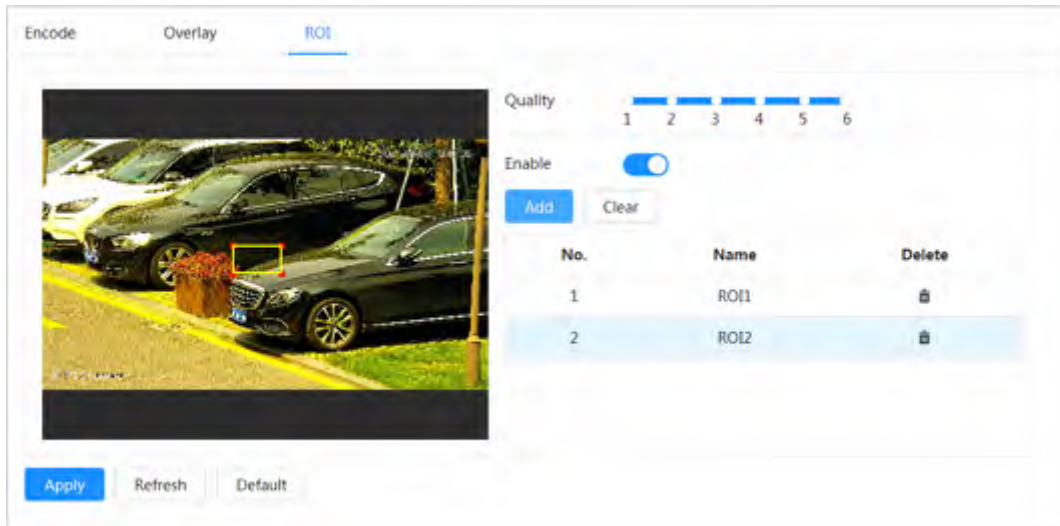 Encode Overlay ROI
Quality
1 2 3 4 5 6
Enable
Add Clear
No. Name Delete
1 ROI1
2 ROI2
Apply Refresh Default